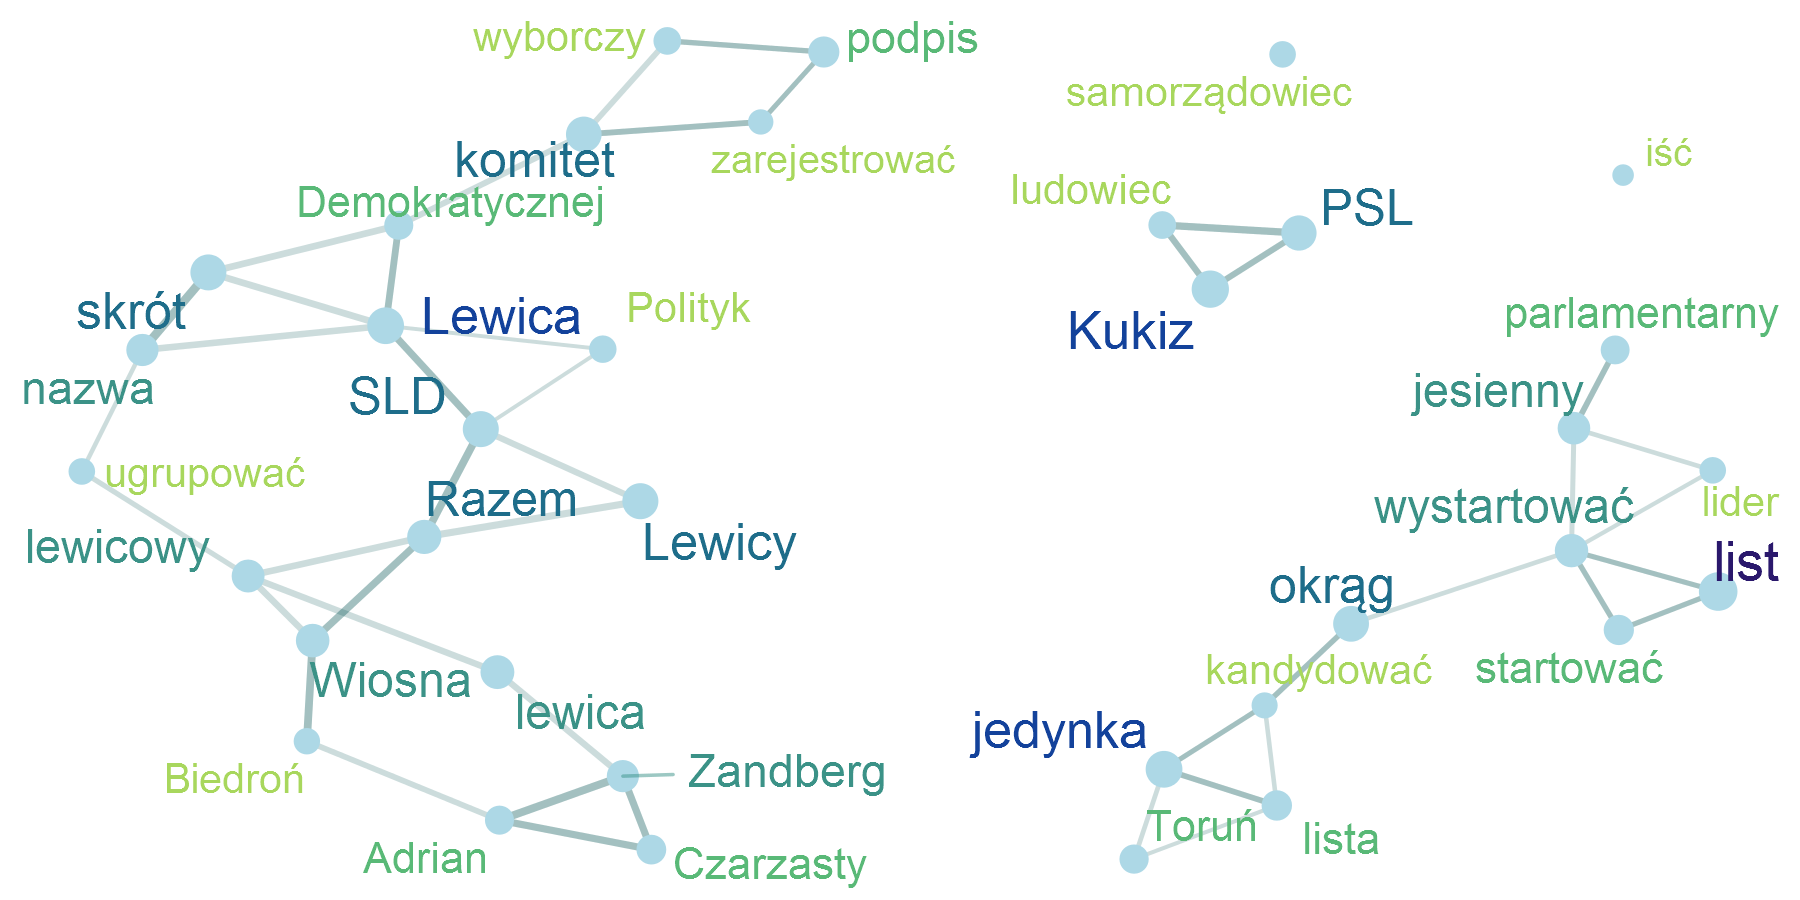 wyborczy
podpis
komitet
zarejestrować
Demokratycznej
skrót
Lewica
Polityk
nazwa
SLD
ugrupować
Razem
lewicowy
Lewicy
Wiosna
lewica
Biedroń
Zandberg
Adrian
Czarzasty
samorządowiec
iść
ludowiec
PSL
Kukiz
parlamentarny
jesienny
wystartować
lider
list
okrąg
kandydować
startować
jedynka
Toruń
lista